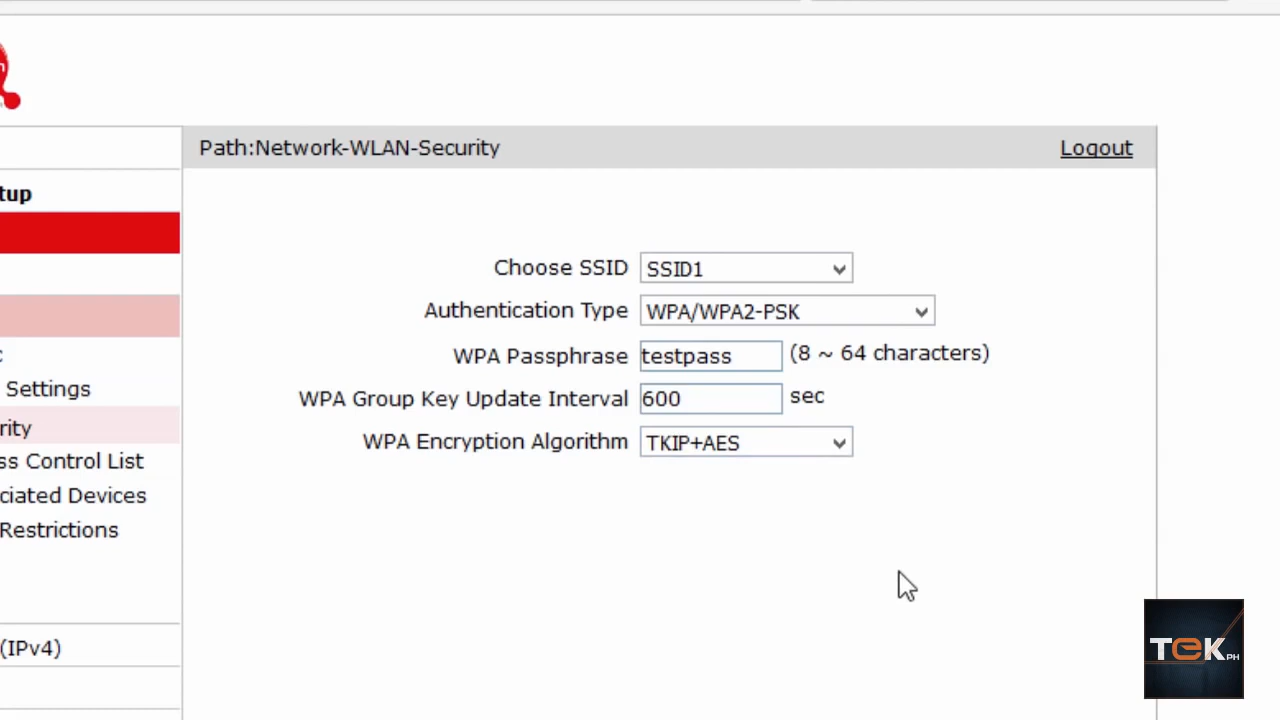 Path:Network-WLAN-Security
Logout
Choose SSID SSID1
Authentication Type WPA/WPA2-PSK
WPA Passphrase testpass (8 ~ 64 characters)
WPA Group Key Update Interval 600 sec
WPA Encryption Algorithm TKIP+AES
tup
Settings
rity
ss Control List
ciated Devices
Restrictions
(IPv4)
TEK PH